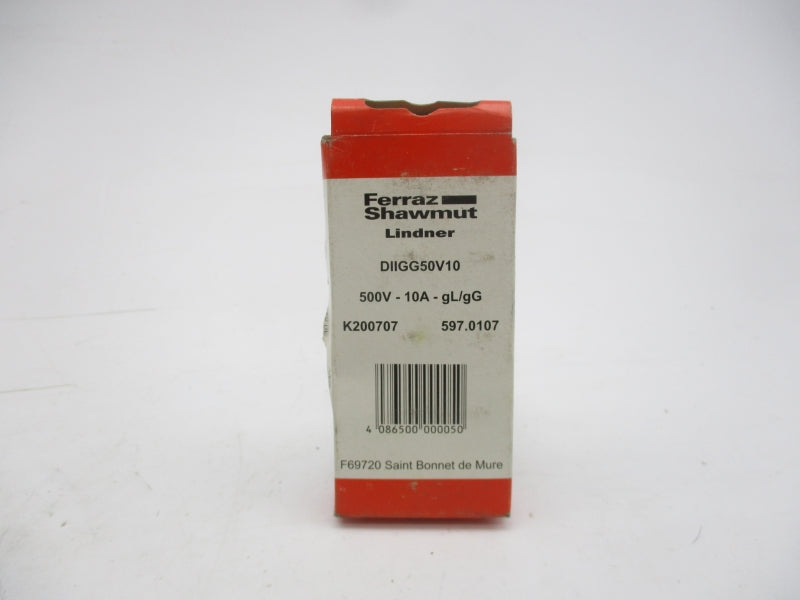 Ferraz
Shawmut
Lindner
DIIGG50V10
500V - 10A - gL/gG
K200707 597.0107
4 086500 000050
F69720 Saint Bonnet de Mure